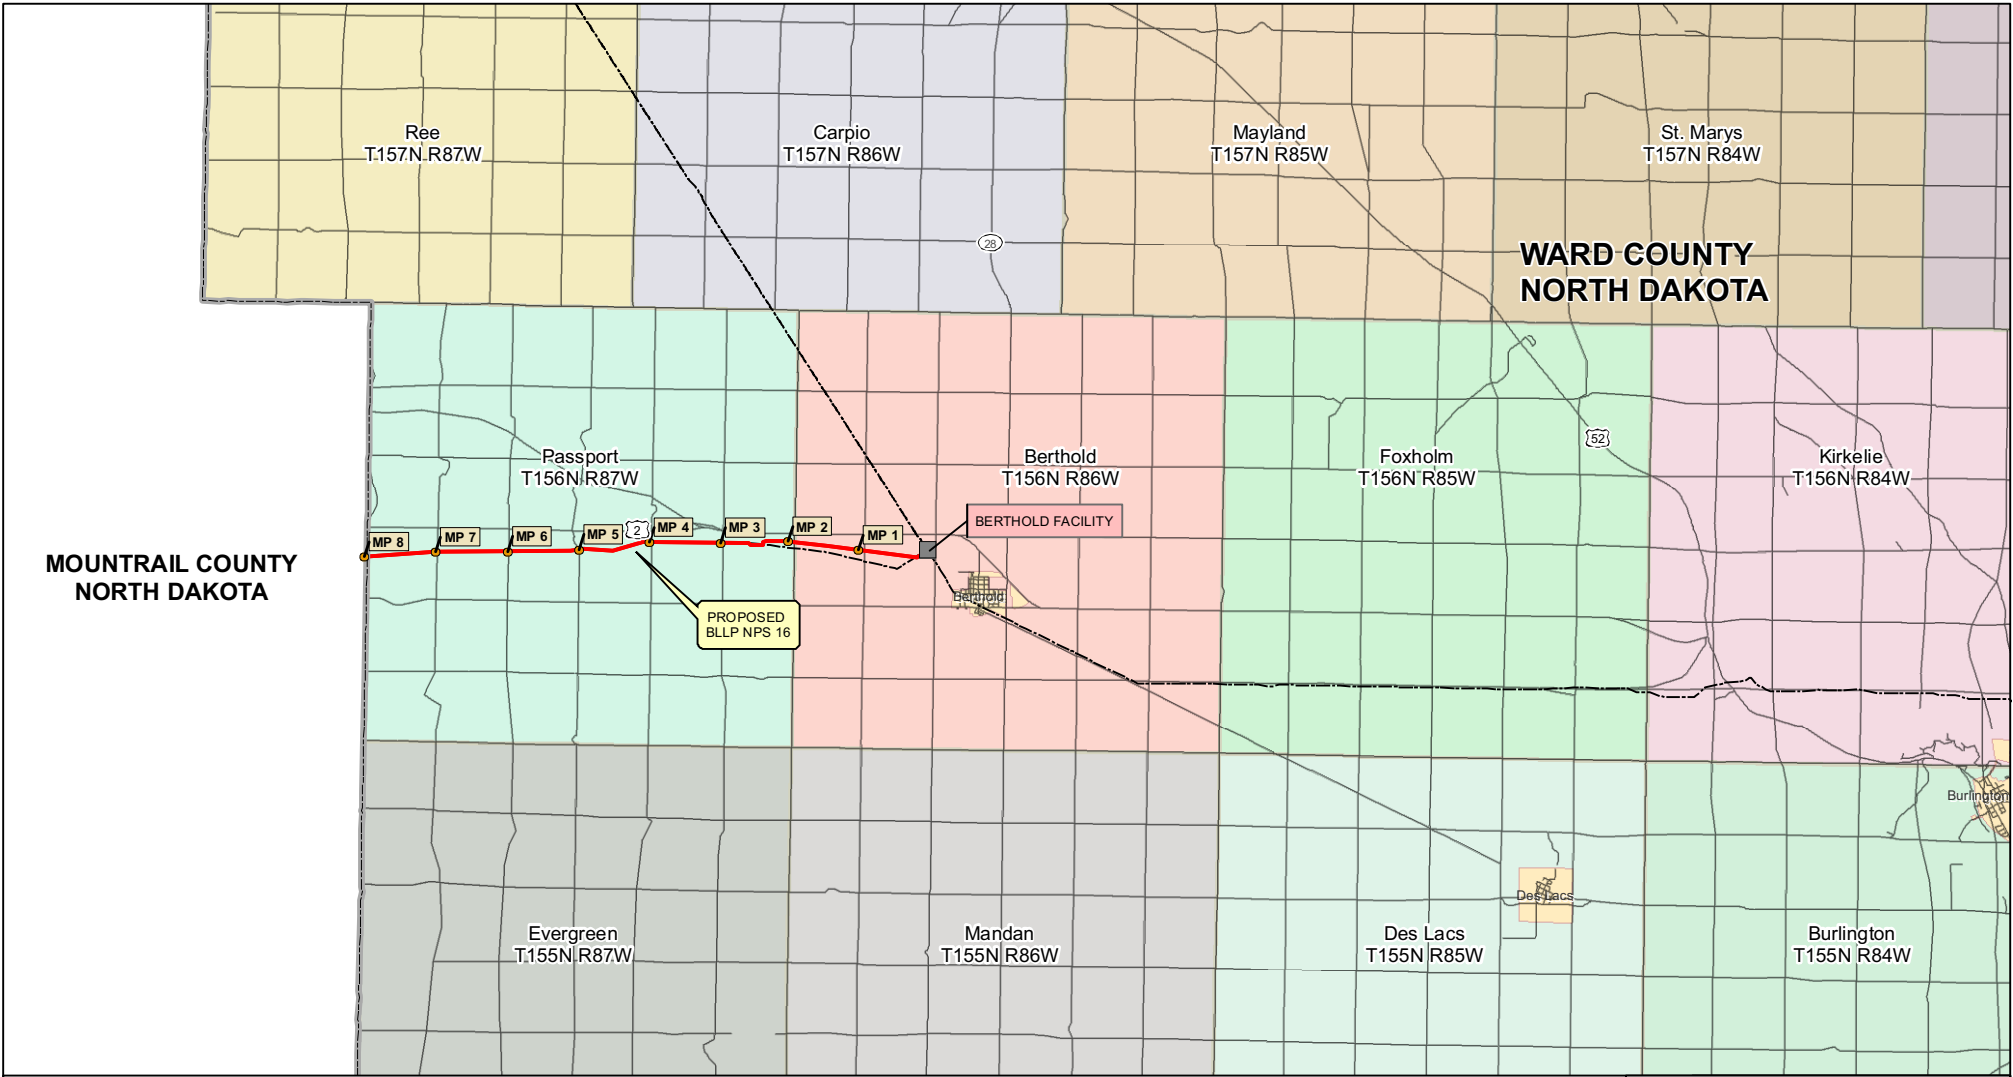 Ree
T157N R87W
Carpio
T157N R86W
Mayland
T157N R85W
St. Marys
T157N R84W
28
WARD COUNTY
NORTH DAKOTA
52
Passport
T156N R87W
Berthold
T156N R86W
Foxholm
T156N R85W
Kirkelie
T156N R84W
BERTHOLD FACILITY
MP 8
MP 7
MP 6
MP 5
2
MP 4
MP 3
MP 2
MP 1
MOUNTRAIL COUNTY
NORTH DAKOTA
Berthold
PROPOSED
BLLP NPS 16
Burlington
Des Lacs
Evergreen
T155N R87W
Mandan
T155N R86W
Des Lacs
T155N R85W
Burlington
T155N R84W